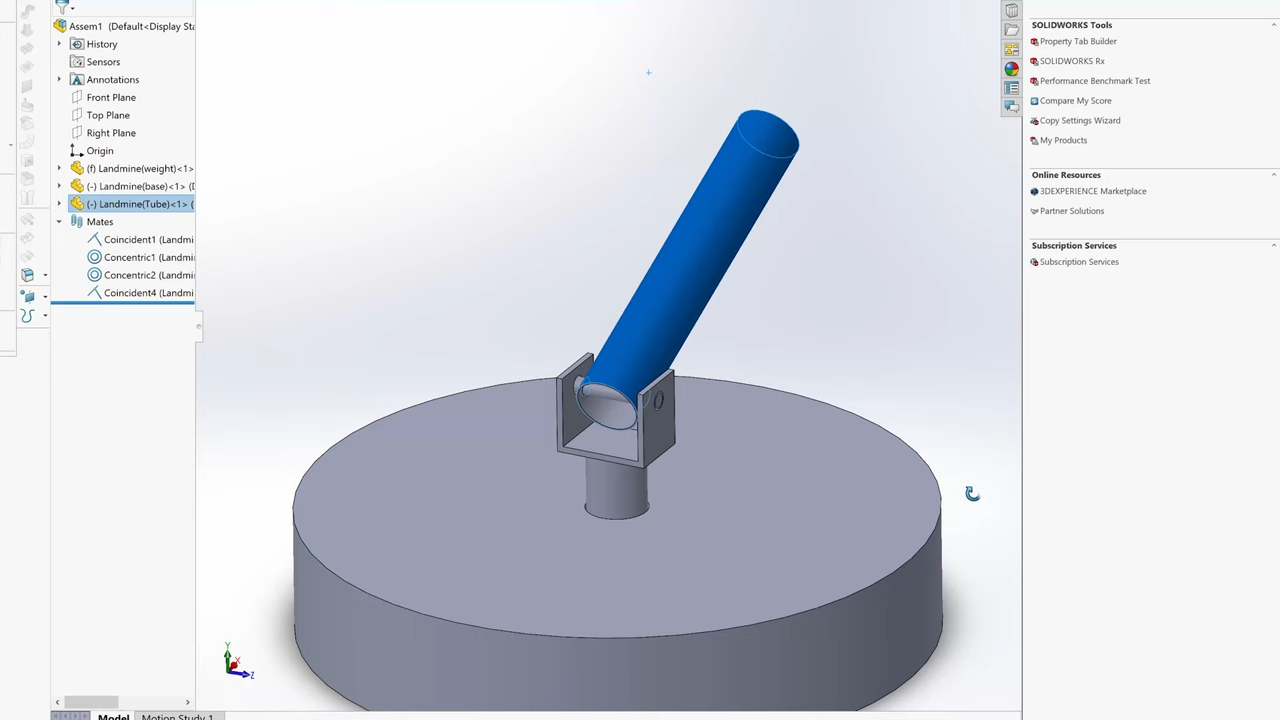 Assem1 (Default<Display Sta
History
Sensors
Annotations
Front Plane
Top Plane
Right Plane
Origin
(f) Landmine(weight)<1>
(-) Landmine(base)<1> (D
(-) Landmine(Tube)<1> (
Mates
Coincident1 (Landmi
Concentric1 (Landmi
Concentric2 (Landmi
Coincident4 (Landmi
Y
X
Z
Model
Motion Study 1
SOLIDWORKS Tools
Property Tab Builder
SOLIDWORKS Rx
Performance Benchmark Test
Compare My Score
Copy Settings Wizard
My Products
Online Resources
3DEXPERIENCE Marketplace
Partner Solutions
Subscription Services
Subscription Services